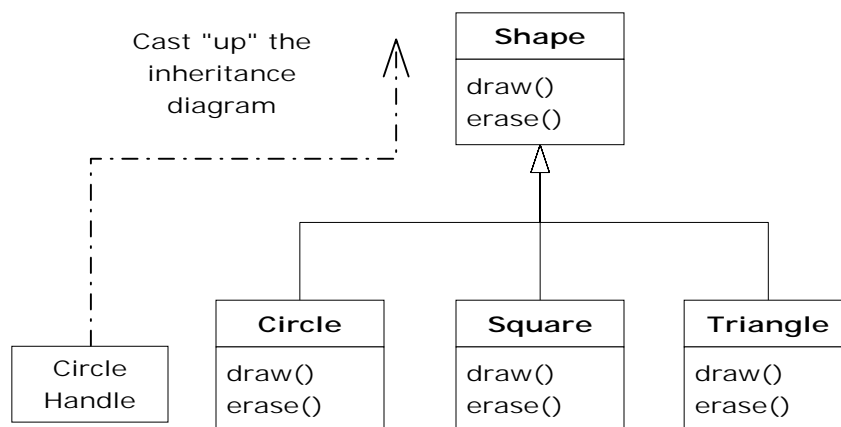 Cast "up" the
inheritance
diagram
Shape
draw()
erase()
Circle
Handle
Circle
draw()
erase()
Square
draw()
erase()
Triangle
draw()
erase()